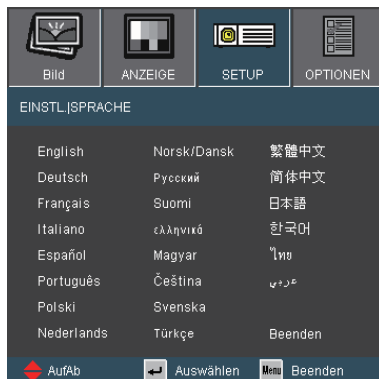 Bild ANZEIGE SETUP OPTIONEN
EINSTL.|SPRACHE
English Norsk/Dansk 繁體中文
Deutsch Русский 简体中文
Français Suomi 日本語
Italiano ελληνικά 한국어
Español Magyar ไทย
Português Čeština عربي
Polski Svenska
Nederlands Türkçe Beenden
AufAb Auswählen Menu Beenden